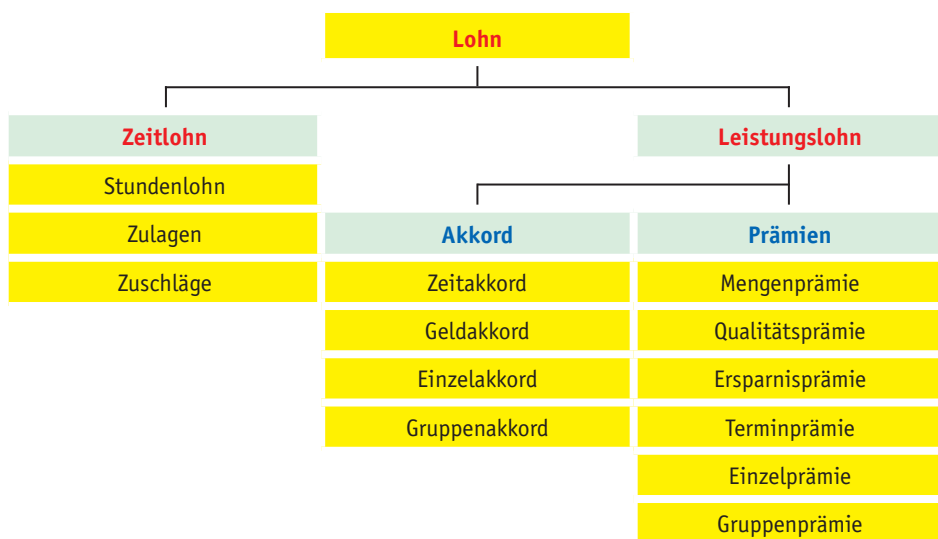 Lohn
Zeitlohn
Stundenlohn
Zulagen
Zuschläge
Leistungslohn
Akkord
Zeitakkord
Geldakkord
Einzelakkord
Gruppenakkord
Prämien
Mengenprämie
Qualitätsprämie
Ersparnisprämie
Terminprämie
Einzelprämie
Gruppenprämie